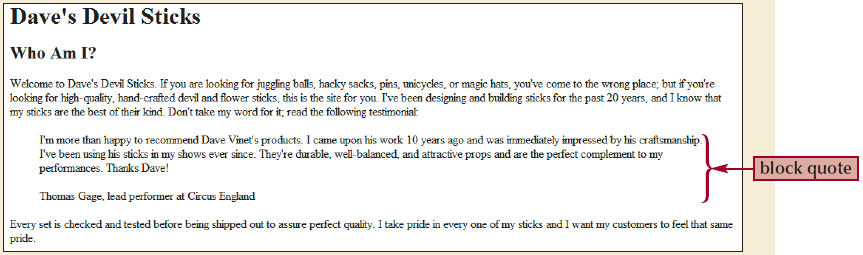 Dave's Devil Sticks
Who Am I?
Welcome to Dave's Devil Sticks. If you are looking for juggling balls, hacky sacks, pins, unicycles, or magic hats, you've come to the wrong place; but if you're
looking for high-quality, hand-crafted devil and flower sticks, this is the site for you. I've been designing and building sticks for the past 20 years, and I know that
my sticks are the best of their kind. Don't take my word for it; read the following testimonial:
I'm more than happy to recommend Dave Vinet's products. I came upon his work 10 years ago and was immediately impressed by his craftsmanship.
I've been using his sticks in my shows ever since. They're durable, well-balanced, and attractive props and are the perfect complement to my
performances. Thanks Dave!
block quote
Thomas Gage, lead performer at Circus England
Every set is checked and tested before being shipped out to assure perfect quality. I take pride in every one of my sticks and I want my customers to feel that same
pride.